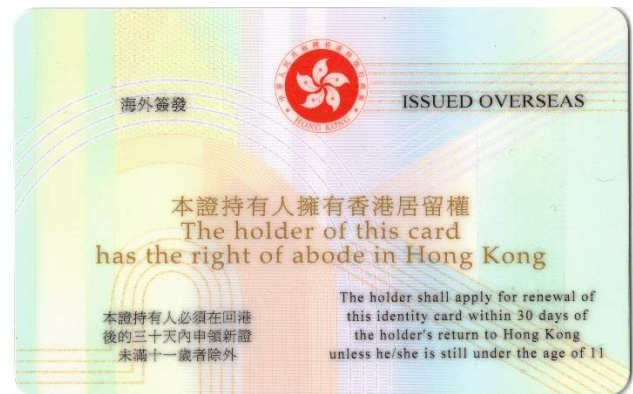 海外簽發
ISSUED OVERSEAS
HONG KONG
本證持有人擁有香港居留權
The holder of this card
has the right of abode in Hong Kong
本證持有人必須在回港
後的三十天內申領新證
未滿十一歲者除外
The holder shall apply for renewal of
this identity card within 30 days of
the holder's return to Hong Kong
unless he/she is still under the age of 11